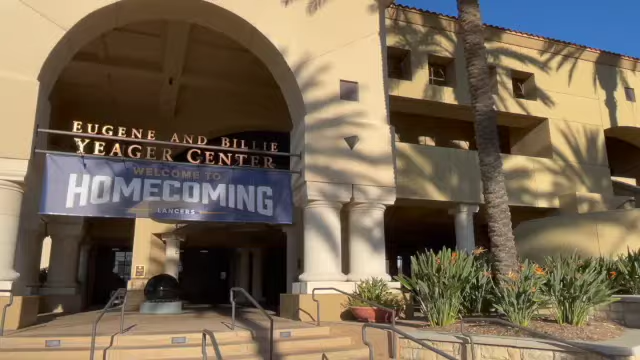 EUGENE AND BILLIE
YEAGER CENTER
WELCOME TO
HOMECOMING
LANCERS